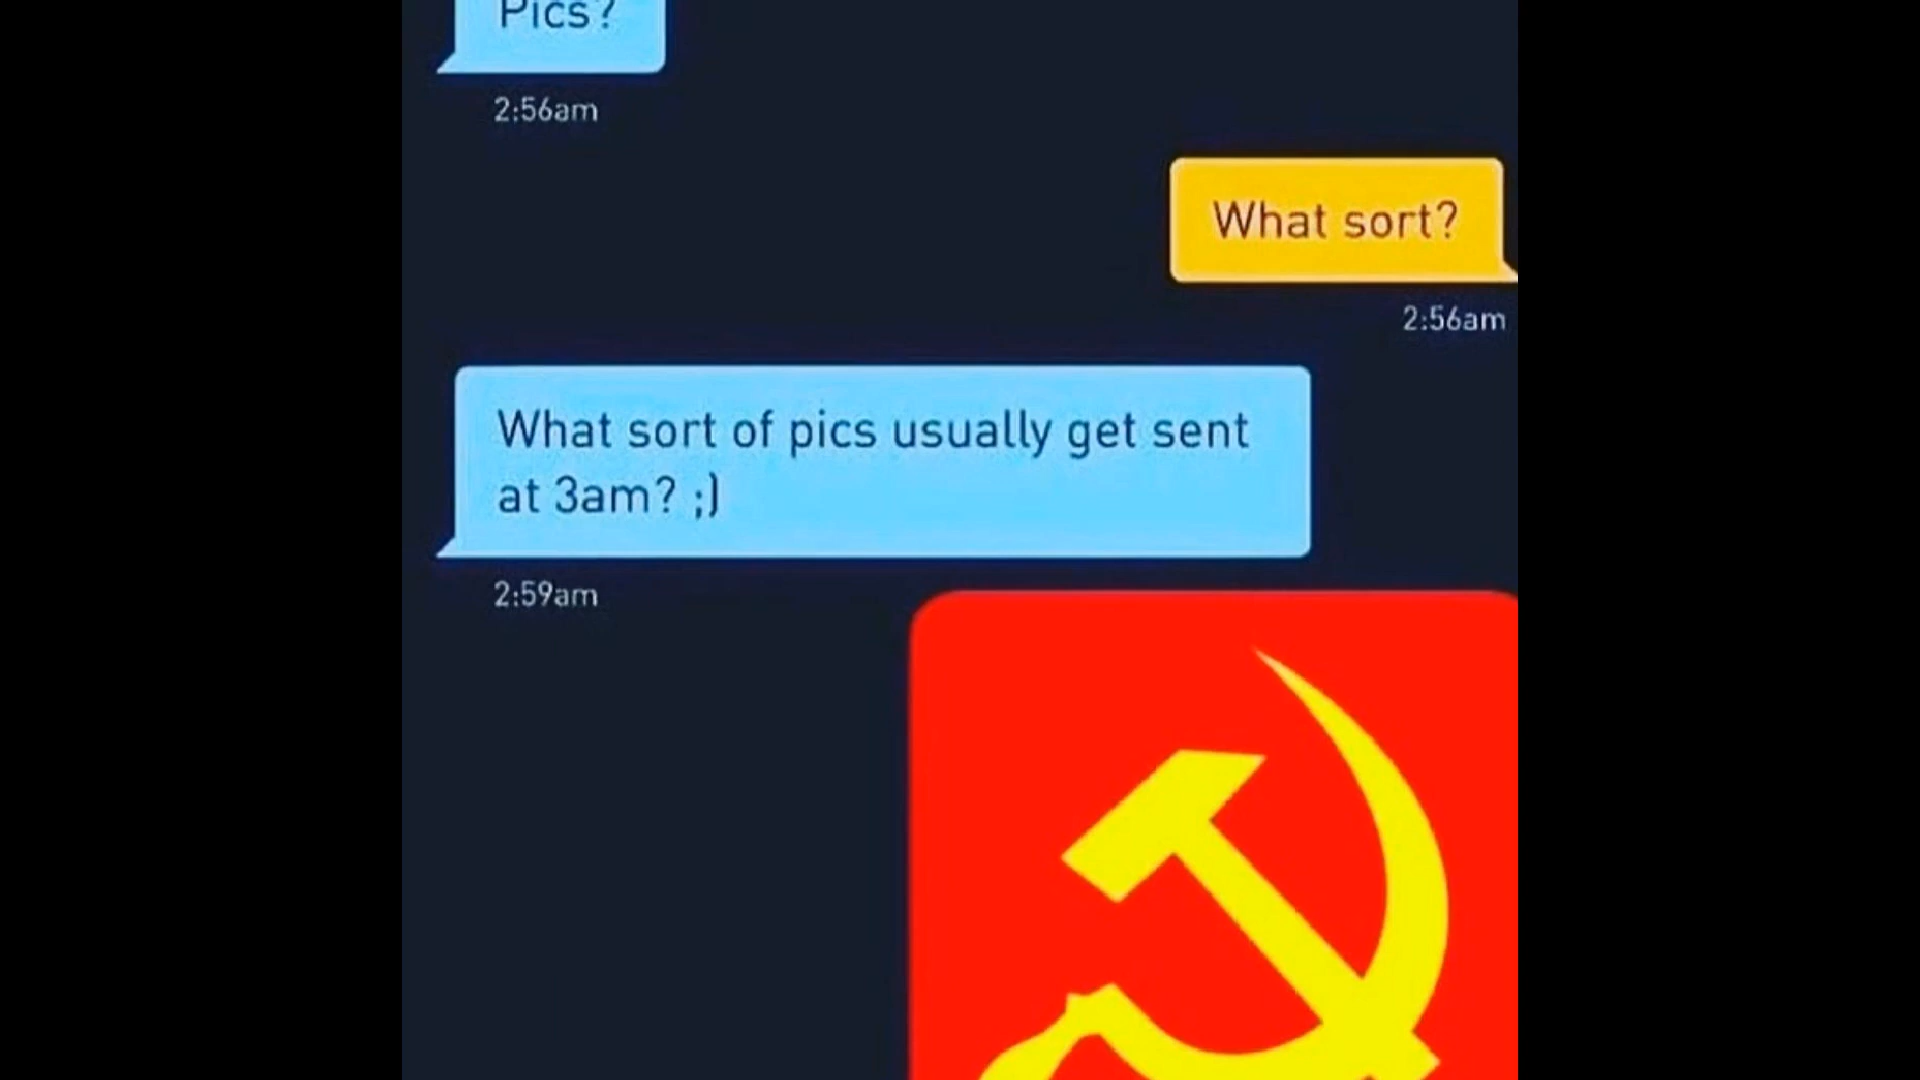 Pics?
2:56am
What sort?
2:56am
What sort of pics usually get sent
at 3am? ;)
2:59am